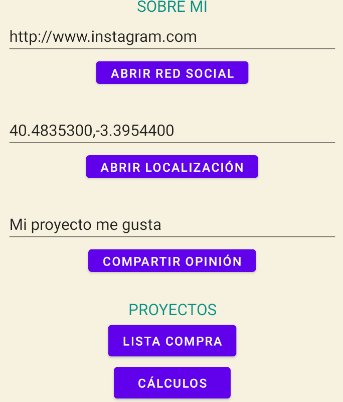 SOBRE MI
http://www.instagram.com
ABRIR RED SOCIAL
40.4835300,-3.3954400
ABRIR LOCALIZACIÓN
Mi proyecto me gusta
COMPARTIR OPINIÓN
PROYECTOS
LISTA COMPRA
CÁLCULOS